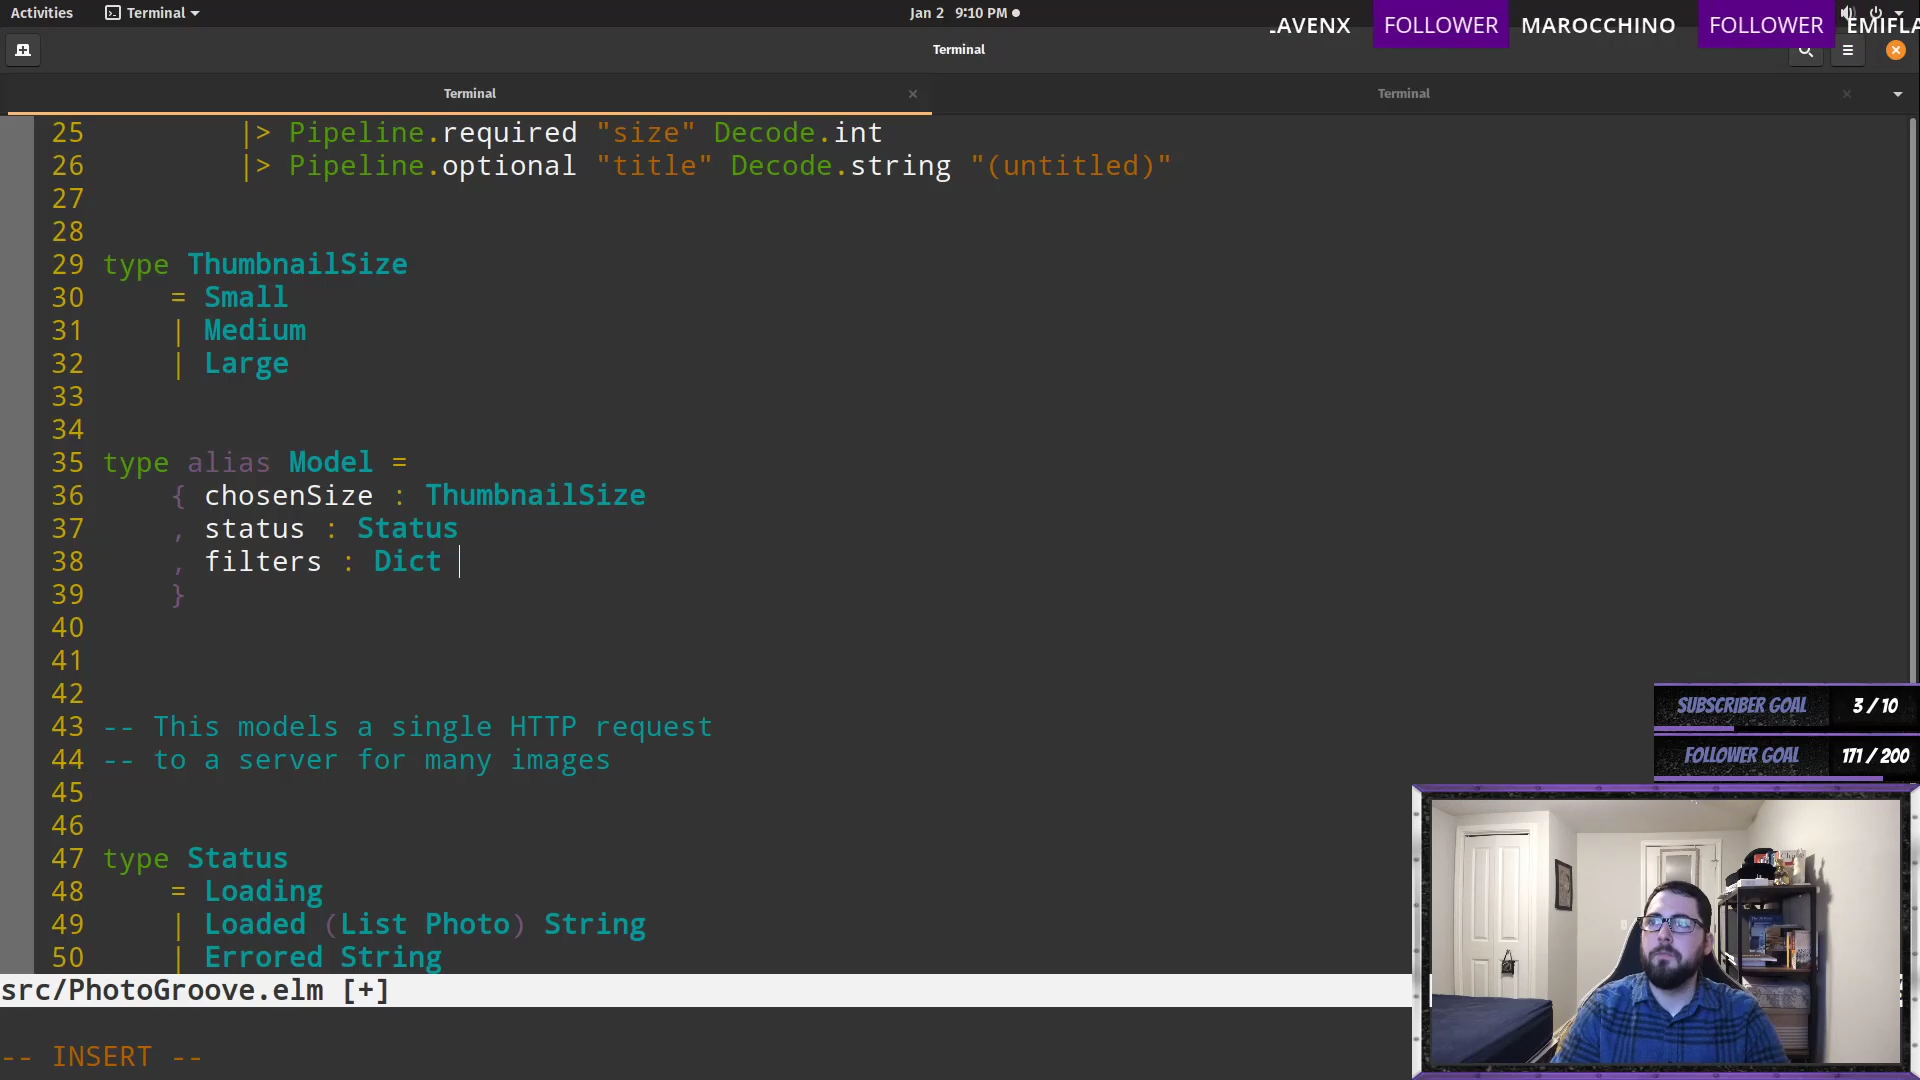 Activities
Terminal
Jan 2 9:10 PM
LAVENX FOLLOWER MAROCCHINO FOLLOWER EMIFLA
Terminal
Terminal
Terminal
25 |> Pipeline.required "size" Decode.int
26 |> Pipeline.optional "title" Decode.string "(untitled)"
27
28
29 type ThumbnailSize
30 = Small
31 | Medium
32 | Large
33
34
35 type alias Model =
36 { chosenSize : ThumbnailSize
37 , status : Status
38 , filters : Dict
39 }
40
41
42
43 -- This models a single HTTP request
44 -- to a server for many images
45
46
47 type Status
48 = Loading
49 | Loaded (List Photo) String
50 | Errored String
src/PhotoGroove.elm [+]
-- INSERT --
SUBSCRIBER GOAL 3 / 10
FOLLOWER GOAL 171 / 200